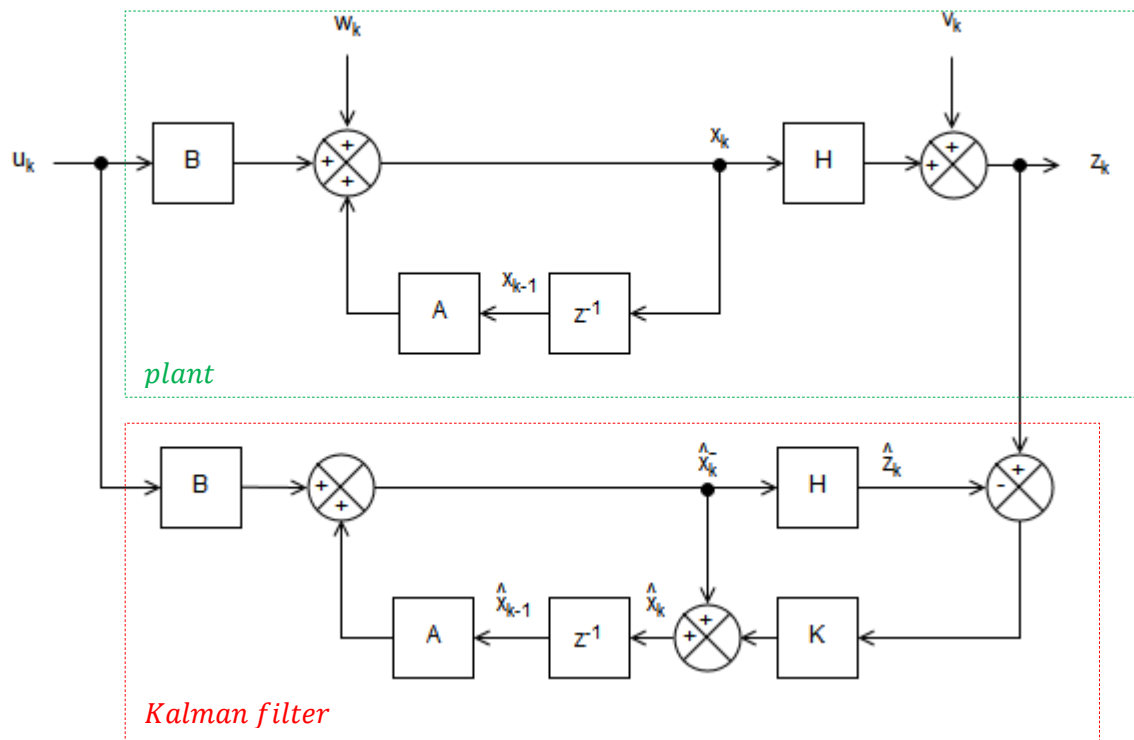 wₖ vₖ
+ +
uₖ B + + xₖ H + zₖ
A xₖ₋₁ z⁻¹
plant
+
B + x̂ₖ⁻ H ẑₖ -
+
+
A x̂ₖ₋₁ z⁻¹ x̂ₖ + K
Kalman filter